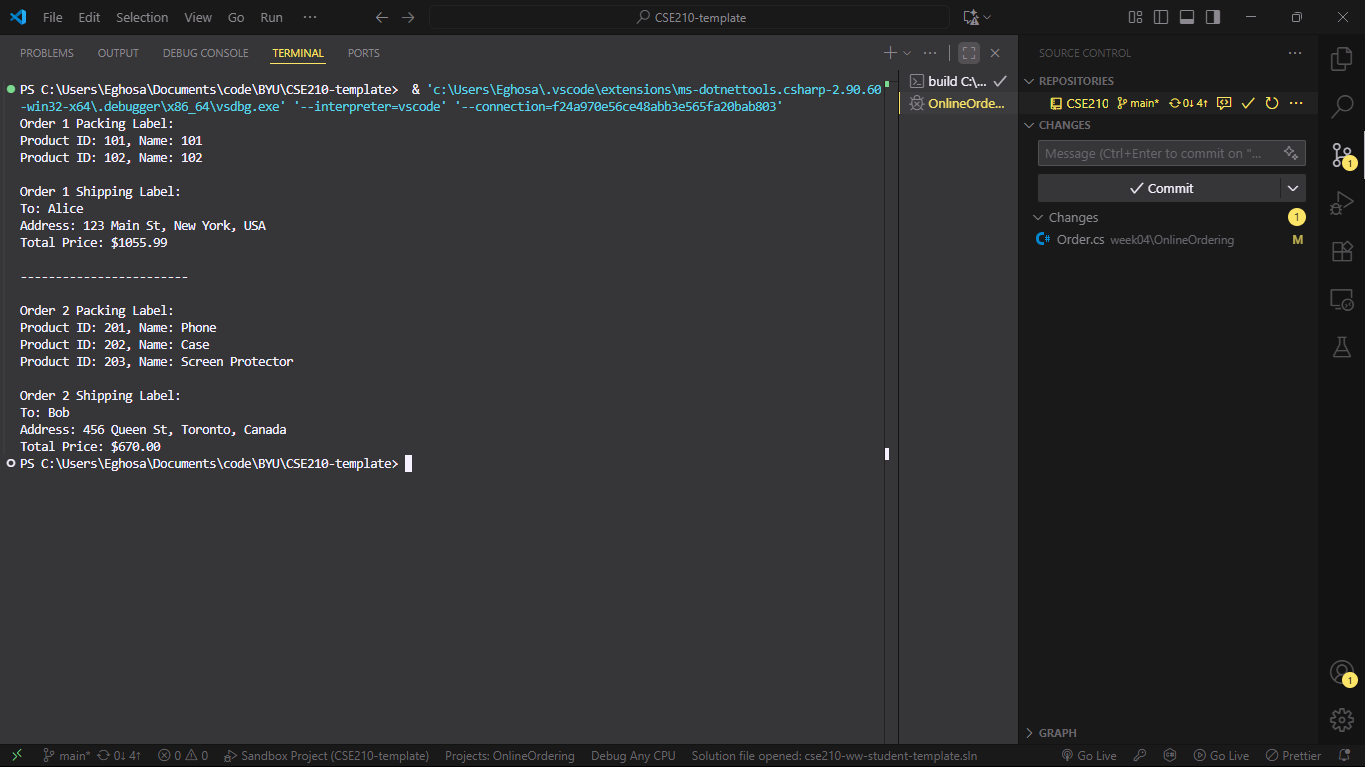 File Edit Selection View Go Run ··· CSE210-template
PROBLEMS OUTPUT DEBUG CONSOLE TERMINAL PORTS
PS C:\Users\Eghosa\Documents\code\BYU\CSE210-template>  & 'c:\Users\Eghosa\.vscode\extensions\ms-dotnettools.csharp-2.90.60
-win32-x64\.debugger\x86_64\vsdbg.exe' '--interpreter=vscode' '--connection=f24a970e56ce48abb3e565fa20bab803'
Order 1 Packing Label:
Product ID: 101, Name: 101
Product ID: 102, Name: 102
Order 1 Shipping Label:
To: Alice
Address: 123 Main St, New York, USA
Total Price: $1055.99
------------------------
Order 2 Packing Label:
Product ID: 201, Name: Phone
Product ID: 202, Name: Case
Product ID: 203, Name: Screen Protector
Order 2 Shipping Label:
To: Bob
Address: 456 Queen St, Toronto, Canada
Total Price: $670.00
PS C:\Users\Eghosa\Documents\code\BYU\CSE210-template>
build C:\...
OnlineOrde...
SOURCE CONTROL
REPOSITORIES
CSE210 main* 0↓ 4↑
CHANGES
Message (Ctrl+Enter to commit on "...
Commit
Changes 1
Order.cs week04\OnlineOrdering M
GRAPH
1
1
main* 0↓ 4↑ 0 0 Sandbox Project (CSE210-template) Projects: OnlineOrdering Debug Any CPU Solution file opened: cse210-ww-student-template.sln Go Live Go Live Prettier